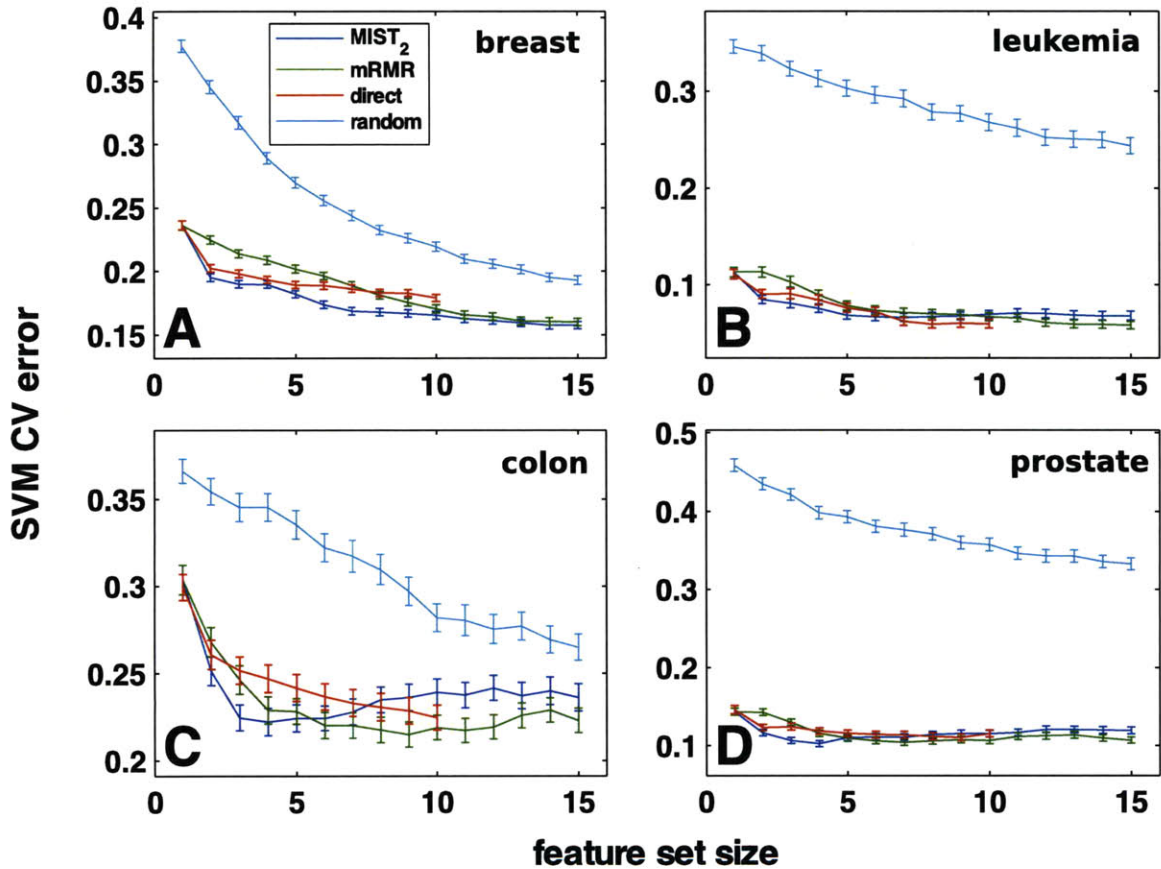 SVM CV error
0.4
0.35
0.3
0.25
0.2
0.15
MIST2
mRMR
direct
random
breast
A
0 5 10 15
0.3
0.2
0.1
leukemia
B
0 5 10 15
0.35
0.3
0.25
0.2
colon
C
0 5 10 15
0.5
0.4
0.3
0.2
0.1
prostate
D
0 5 10 15
feature set size